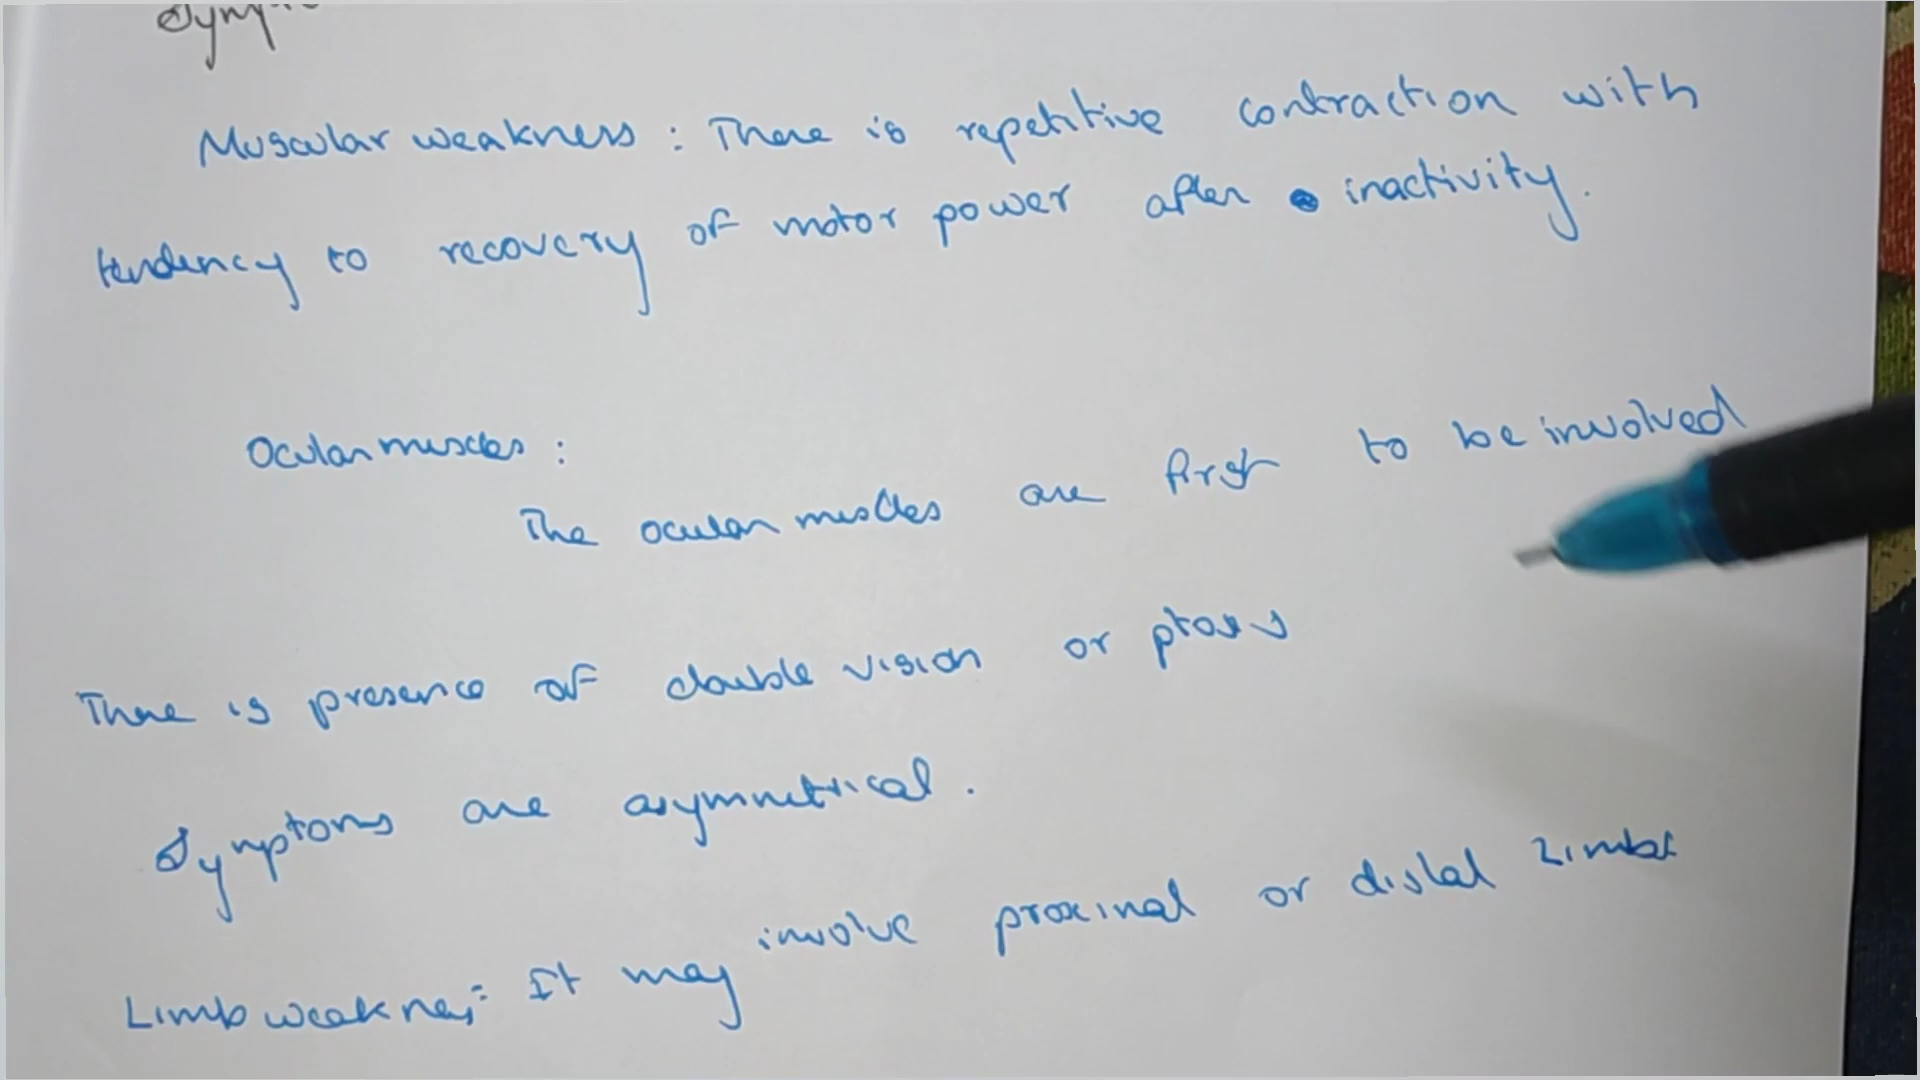 Muscular weakness : There is repetitive contraction with
tendency to recovery of motor power after inactivity.
Ocular muscles :
The ocular muscles are first to be involved
There is presence of double vision or ptosis
Symptoms are asymmetrical.
Limb weakness: It may involve proximal or distal Limbs